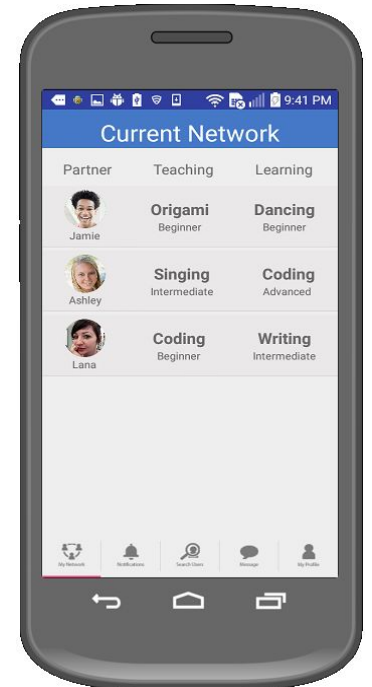 9:41 PM
Current Network
Partner Teaching Learning
Origami Dancing
Jamie Beginner Beginner
Singing Coding
Ashley Intermediate Advanced
Coding Writing
Lana Beginner Intermediate
My Network Notifications Search Users Message My Profile